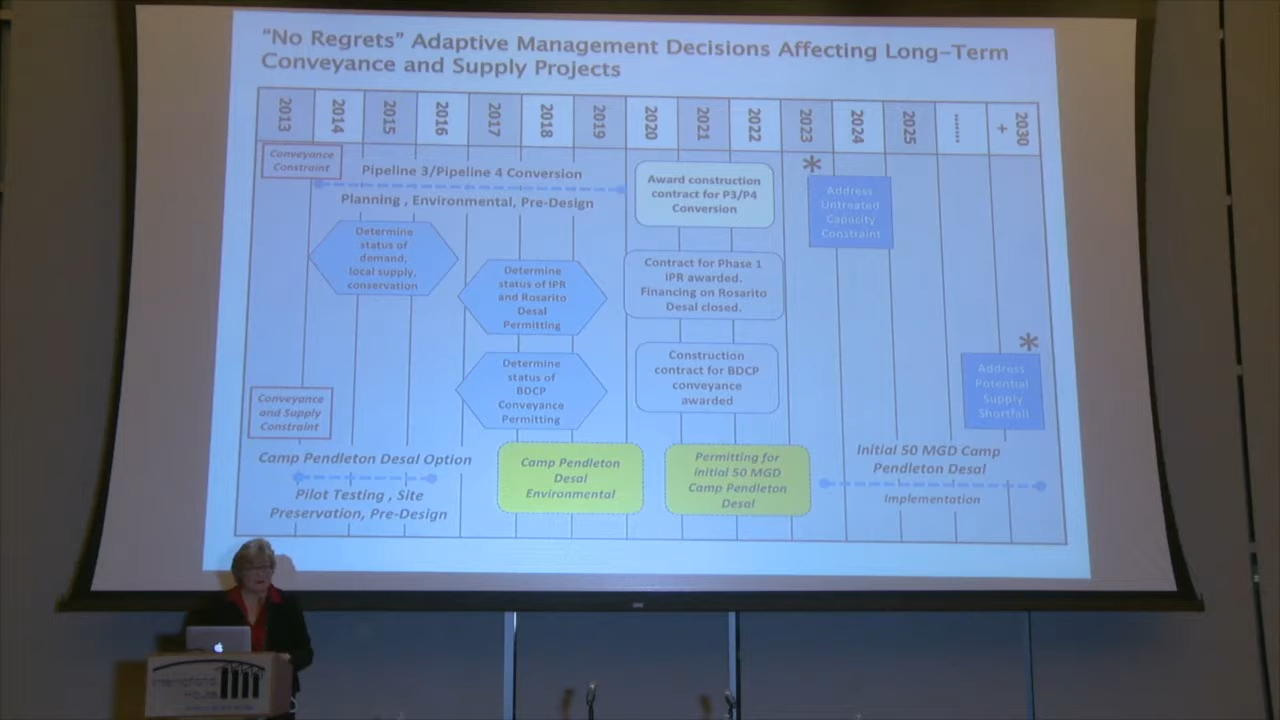 “No Regrets” Adaptive Management Decisions Affecting Long-Term
Conveyance and Supply Projects
2013
2014
2015
2016
2017
2018
2019
2020
2021
2022
2023
2024
2025
......
2030
+
Conveyance
Constraint
Pipeline 3/Pipeline 4 Conversion
Planning , Environmental, Pre-Design
Award construction
contract for P3/P4
Conversion
*
Address
Untreated
Capacity
Constraint
Determine
status of
demand,
local supply,
conservation
Determine
status of IPR
and Rosarito
Desal
Permitting
Contract for Phase 1
IPR awarded.
Financing on Rosarito
Desal closed.
Determine
status of
BDCP
Conveyance
Permitting
Construction
contract for BDCP
conveyance
awarded
*
Address
Potential
Supply
Shortfall
Conveyance
and Supply
Constraint
Camp Pendleton Desal Option
Pilot Testing , Site
Preservation, Pre-Design
Camp Pendleton
Desal
Environmental
Permitting for
initial 50 MGD
Camp Pendleton
Desal
Initial 50 MGD Camp
Pendleton Desal
Implementation